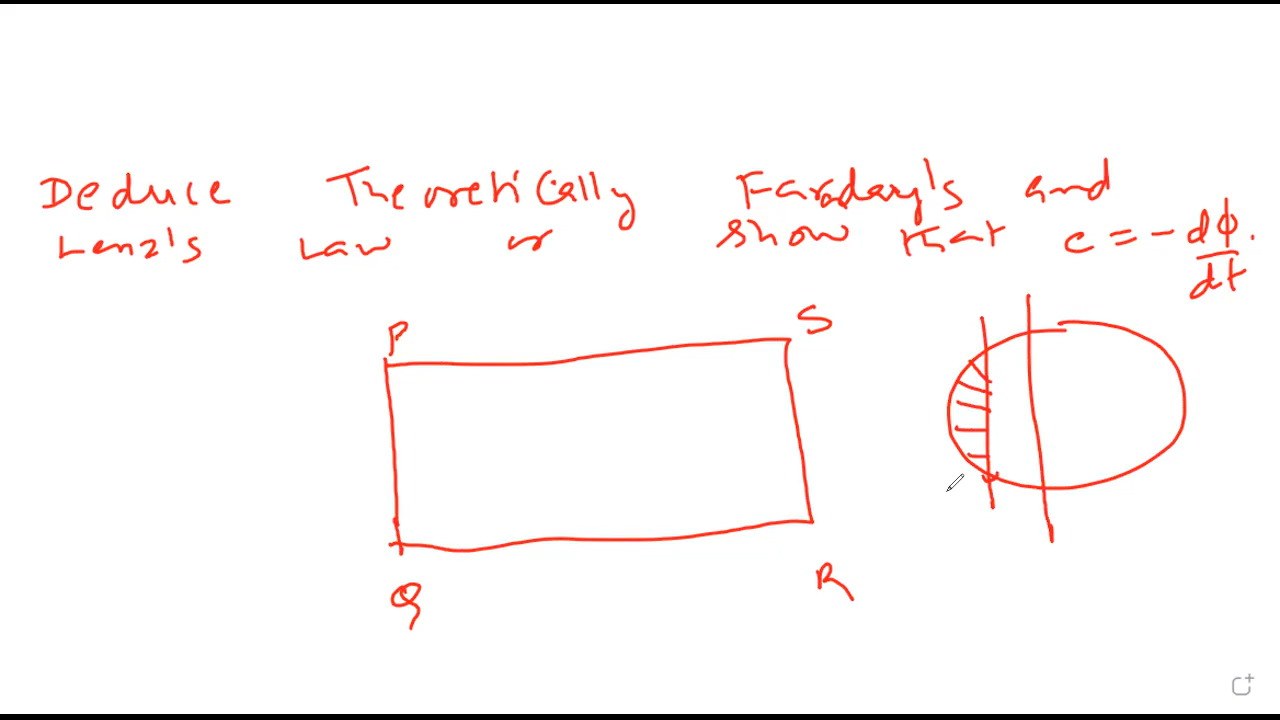 Deduce Theoretically Faraday's and
Lenz's Law or show that e = - dϕ/dt.
P S
Q R